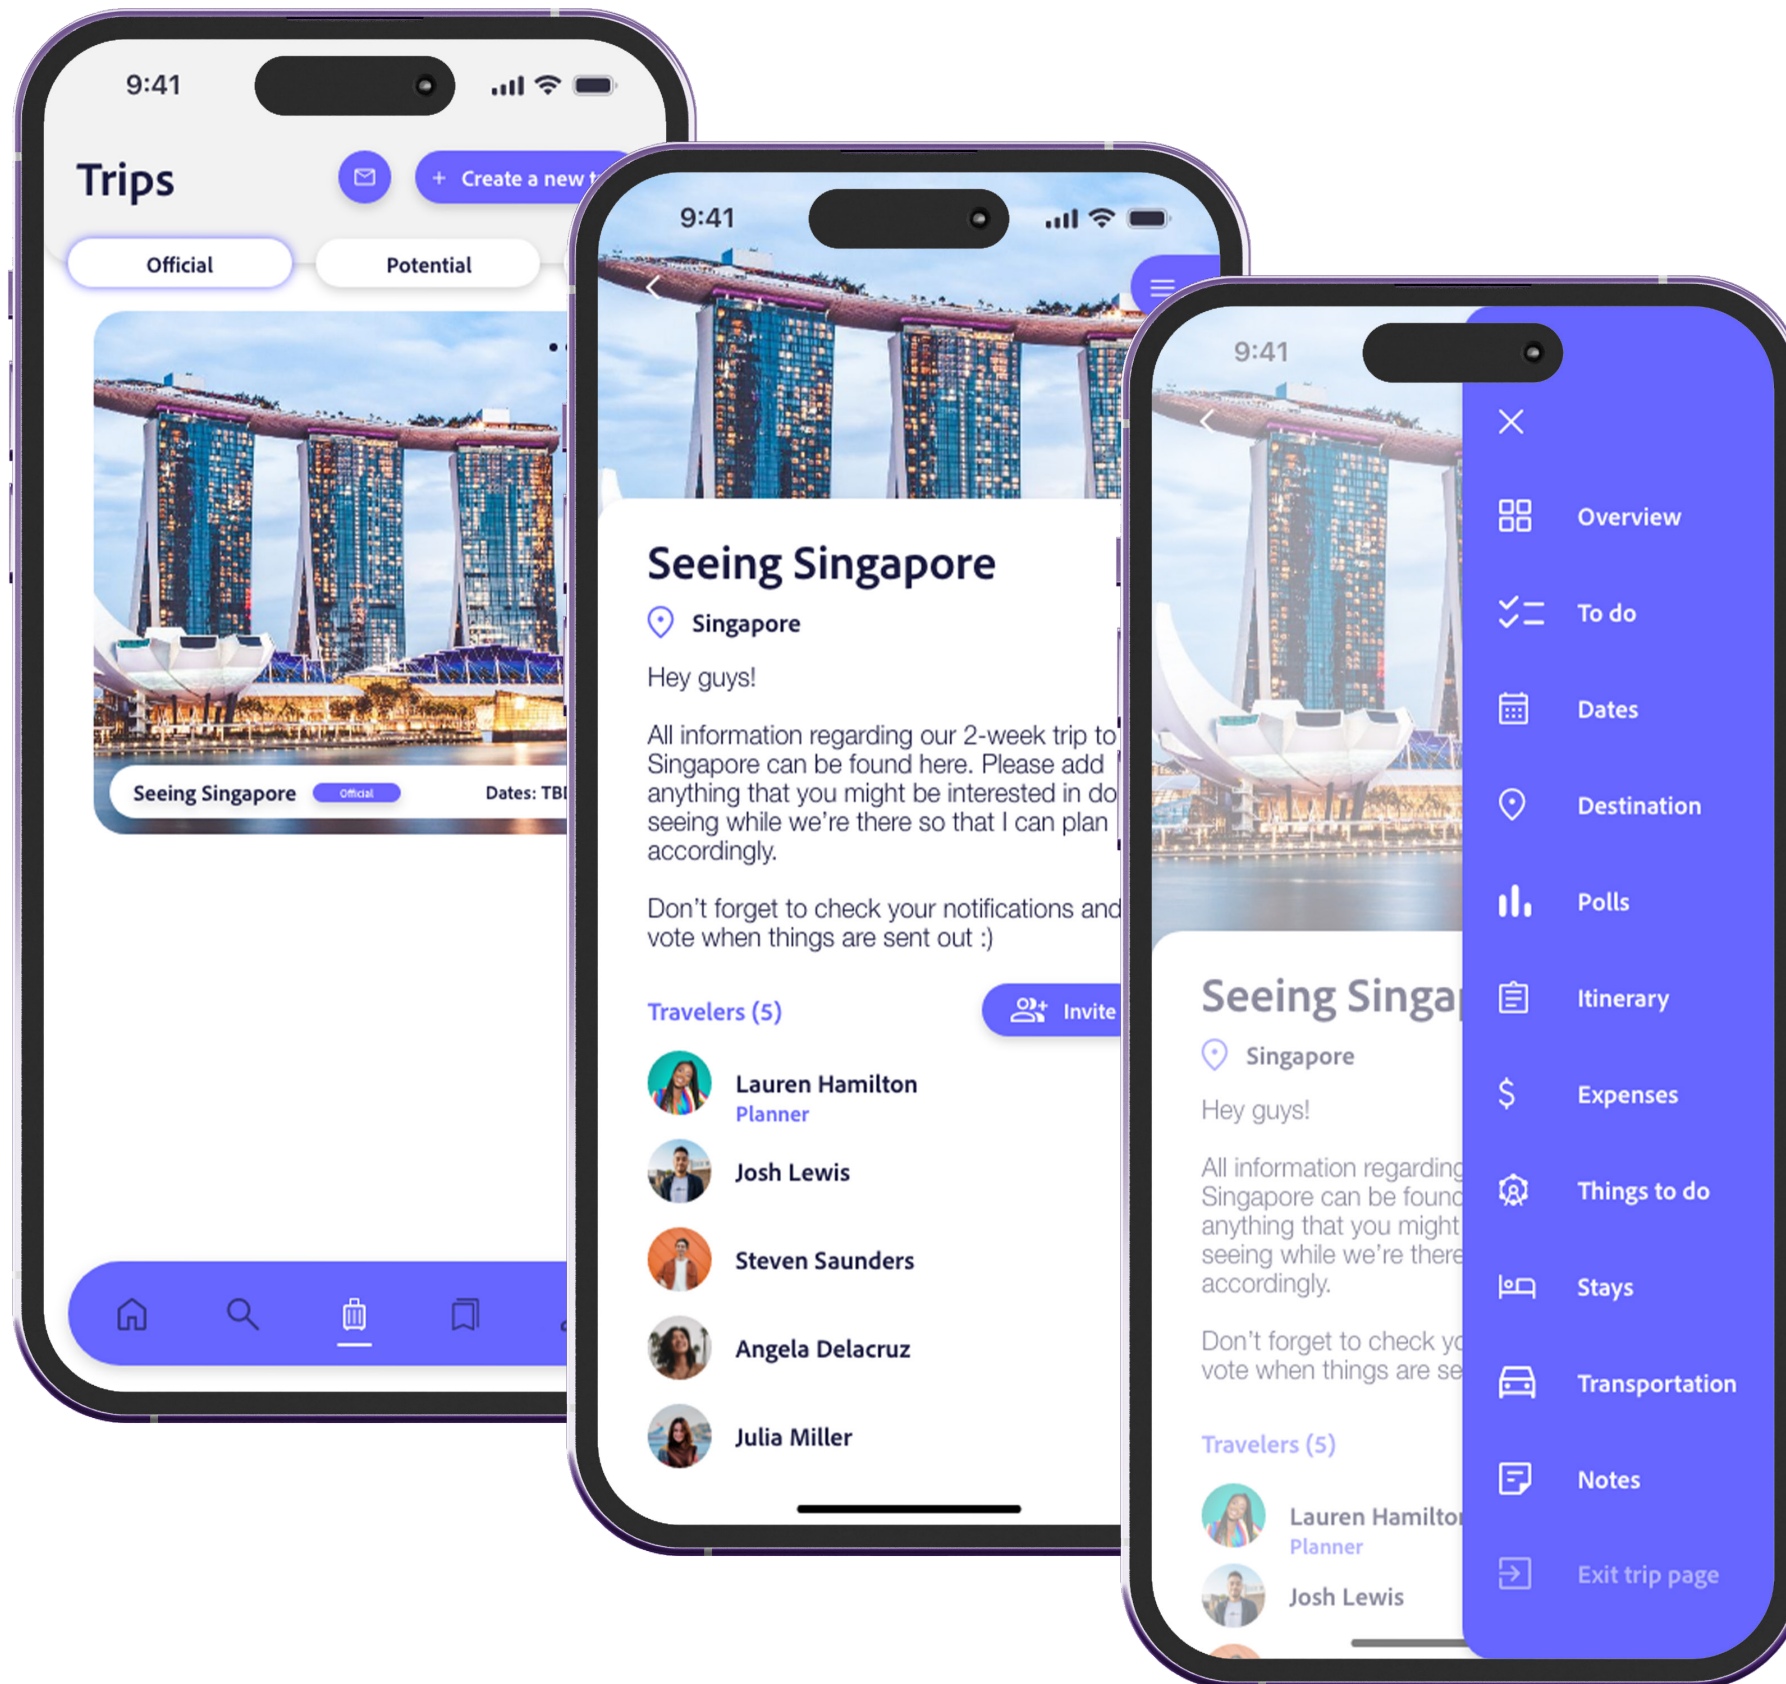 9:41
Trips
+ Create a new
Official
Potential
Seeing Singapore
Official
Dates:
9:41
Seeing Singapore
Singapore
Hey guys!
All information regarding our 2-week trip to
Singapore can be found here. Please add
anything that you might be interested in
seeing while we're there so that I can plan
accordingly.
Don't forget to check your notifications and
vote when things are sent out :)
Travelers (5)
Invite
Lauren Hamilton
Planner
Josh Lewis
Steven Saunders
Angela Delacruz
Julia Miller
9:41
Seeing
Singapore
Hey guys!
All information regarding
Singapore can be found
anything that you might
seeing while we're there
accordingly.
Don't forget to check
vote when things are
Travelers (5)
Lauren
Planner
Josh Lewis
Overview
To do
Dates
Destination
Polls
Itinerary
Expenses
Things to do
Stays
Transportation
Notes
Exit trip page